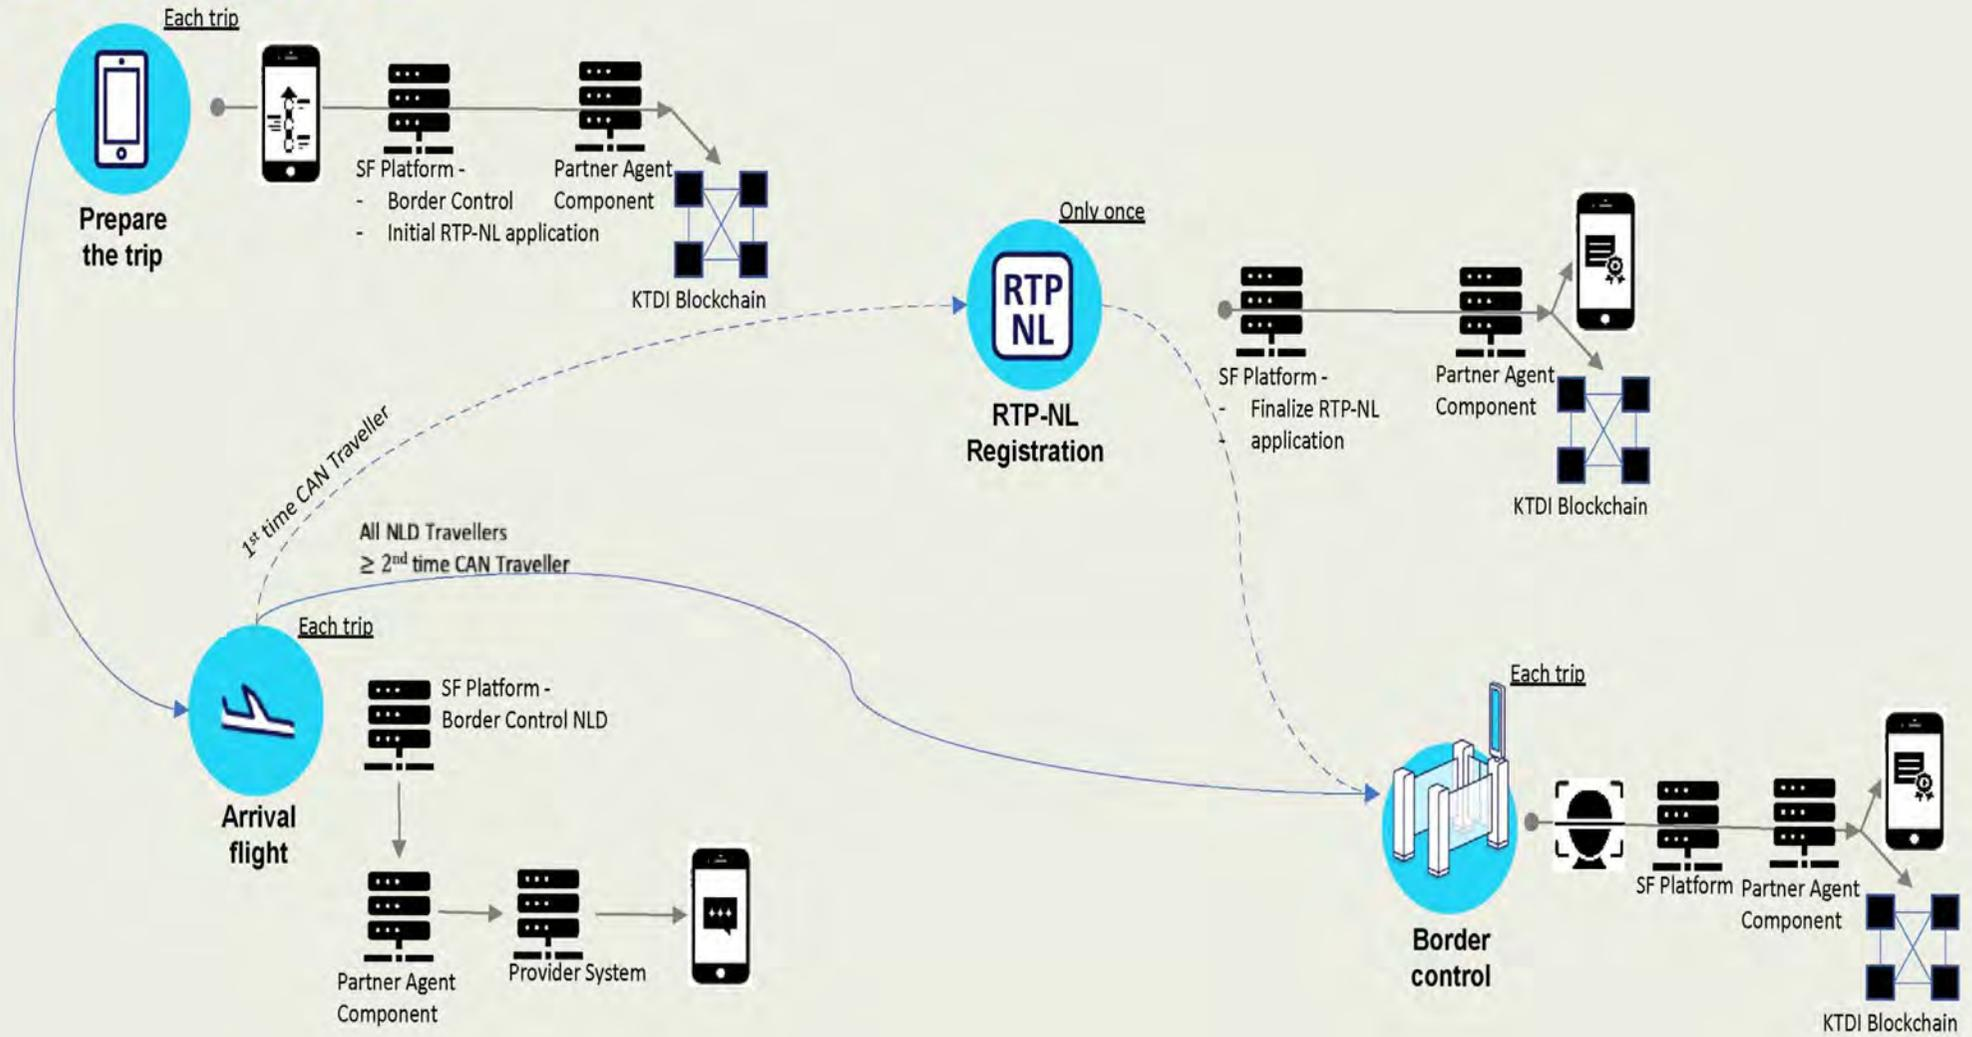 Each trip
SF Platform -
- Border Control
- Initial RTP-NL application
Partner Agent
Component
KTDI Blockchain
Prepare
the trip
Only once
RTP
NL
RTP-NL
Registration
SF Platform -
- Finalize RTP-NL
- application
Partner Agent
Component
KTDI Blockchain
1st time CAN Traveller
All NLD Travellers
≥ 2nd time CAN Traveller
Each trip
Arrival
flight
SF Platform -
Border Control NLD
Partner Agent
Component
Provider System
Each trip
Border
control
SF Platform
Partner Agent
Component
KTDI Blockchain